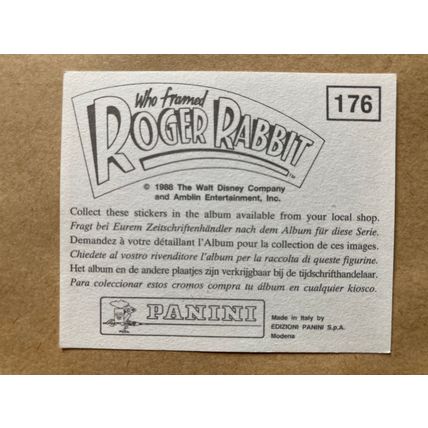 Who Framed
ROGER RABBIT™
176
© 1988 The Walt Disney Company
and Amblin Entertainment, Inc.
Collect these stickers in the album available from your local shop.
Fragt bei Eurem Zeitschriftenhändler nach dem Album für diese Serie.
Demandez à votre détaillant l'Album pour la collection de ces images.
Chiedete al vostro rivenditore l'album per la raccolta di queste figurine.
Het album en de andere plaatjes zijn verkrijgbaar bij de tijdschrifthandelaar.
Para coleccionar estos cromos compra tu álbum en cualquier kiosco.
PANINI
Made in Italy by
EDIZIONI PANINI S.p.A.
Modena